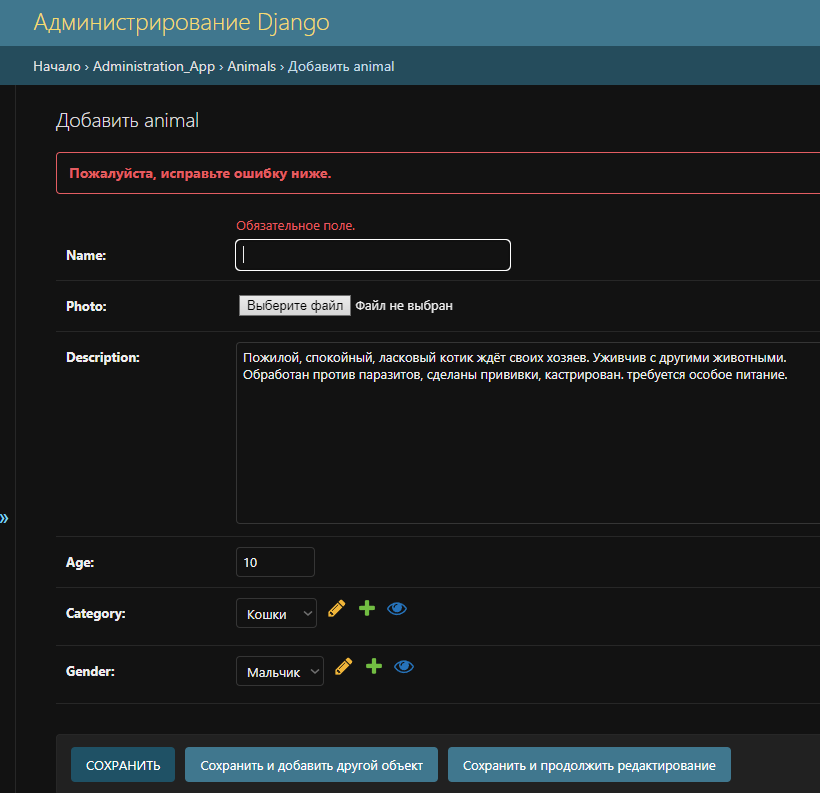 Администрирование Django
Начало › Administration_App › Animals › Добавить animal
Добавить animal
Пожалуйста, исправьте ошибку ниже.
Обязательное поле.
Name:
Photo: Выберите файл Файл не выбран
Description: Пожилой, спокойный, ласковый котик ждёт своих хозяев. Уживчив с другими животными.
Обработан против паразитов, сделаны прививки, кастрирован. требуется особое питание.
»
Age: 10
Category: Кошки
Gender: Мальчик
СОХРАНИТЬ Сохранить и добавить другой объект Сохранить и продолжить редактирование